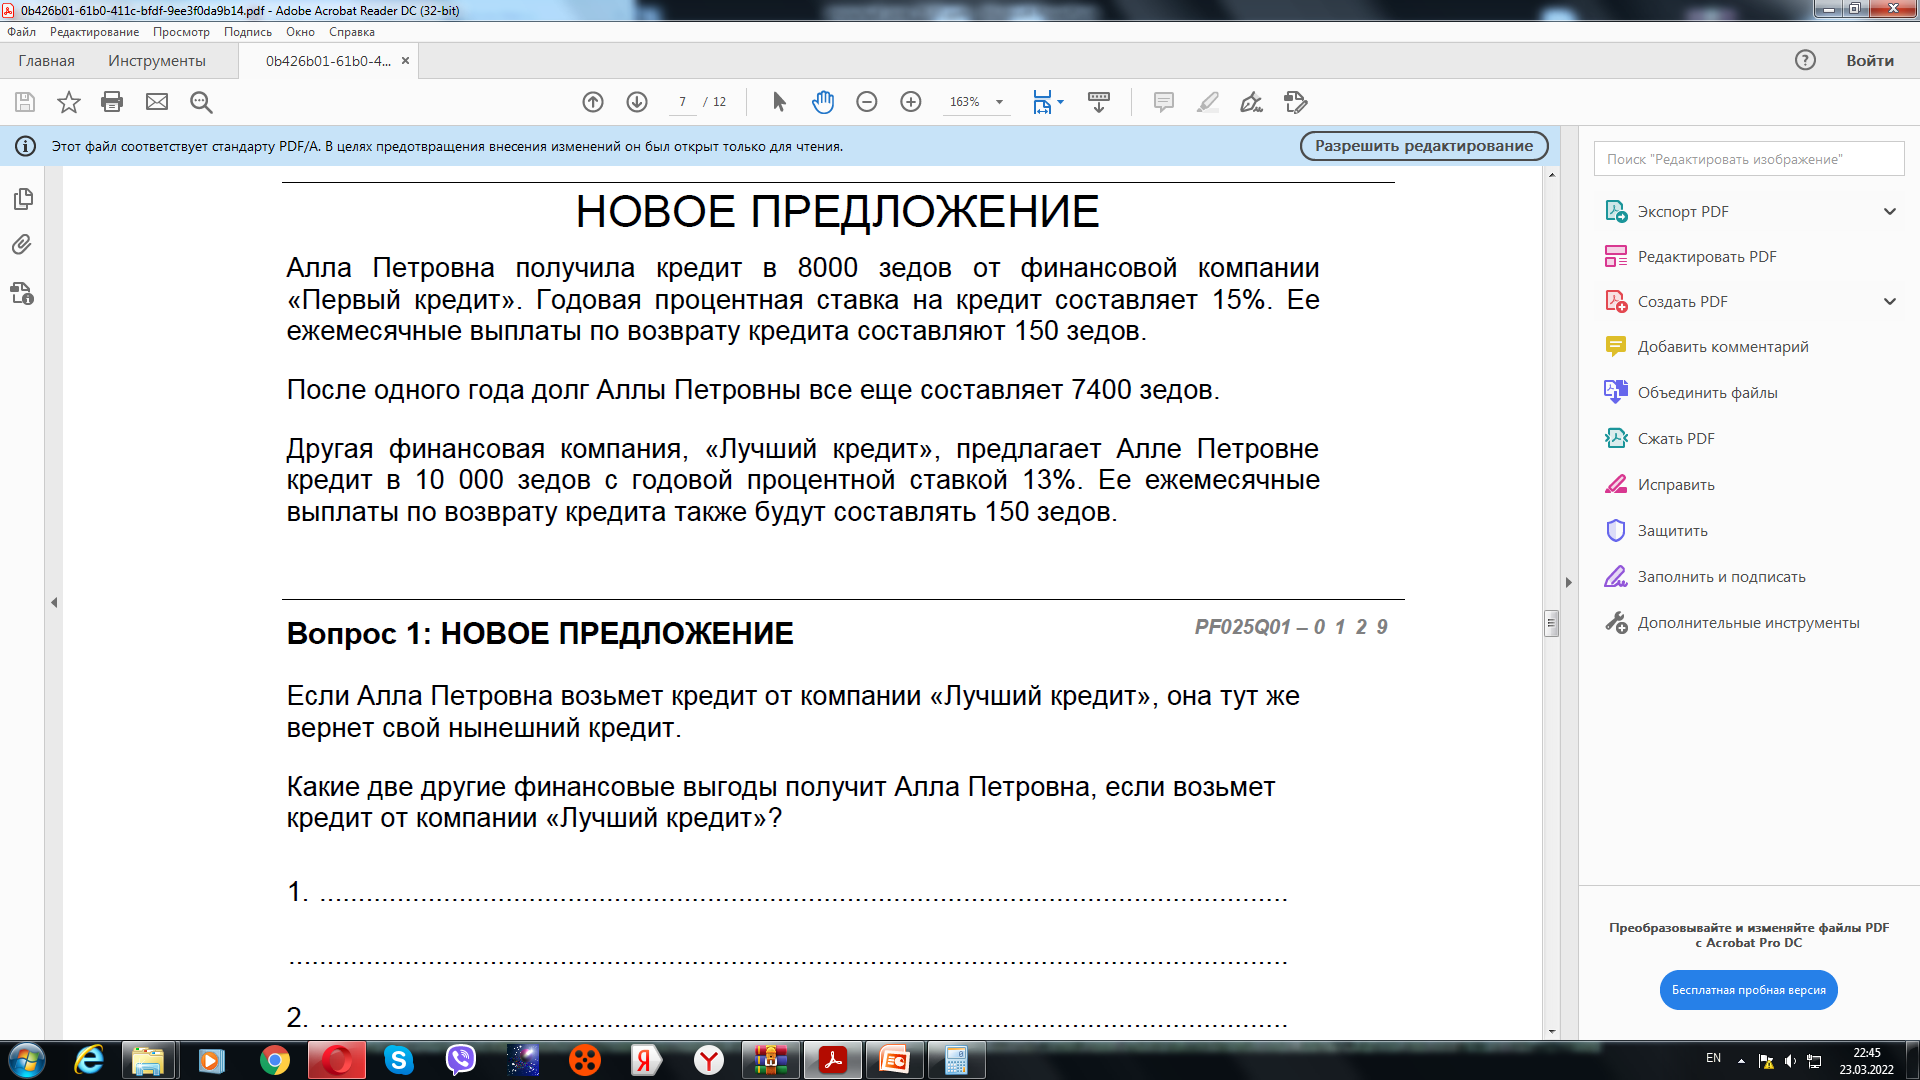 0b426b01-61b0-411c-bfdf-9ee3f0da9b14.pdf - Adobe Acrobat Reader DC (32-bit)
Файл Редактирование Просмотр Подпись Окно Справка
Главная Инструменты 0b426b01-61b0-4... × Войти
7 / 12 163%
Этот файл соответствует стандарту PDF/A. В целях предотвращения внесения изменений он был открыт только для чтения. Разрешить редактирование
НОВОЕ ПРЕДЛОЖЕНИЕ
Алла Петровна получила кредит в 8000 зедов от финансовой компании
«Первый кредит». Годовая процентная ставка на кредит составляет 15%. Ее
ежемесячные выплаты по возврату кредита составляют 150 зедов.
После одного года долг Аллы Петровны все еще составляет 7400 зедов.
Другая финансовая компания, «Лучший кредит», предлагает Алле Петровне
кредит в 10 000 зедов с годовой процентной ставкой 13%. Ее ежемесячные
выплаты по возврату кредита также будут составлять 150 зедов.
Вопрос 1: НОВОЕ ПРЕДЛОЖЕНИЕ
PF025Q01 – 0 1 2 9
Если Алла Петровна возьмет кредит от компании «Лучший кредит», она тут же
вернет свой нынешний кредит.
Какие две другие финансовые выгоды получит Алла Петровна, если возьмет
кредит от компании «Лучший кредит»?
1. ........................................................................
........................................................................
2. ........................................................................
Поиск "Редактировать изображение"
Экспорт PDF
Редактировать PDF
Создать PDF
Добавить комментарий
Объединить файлы
Сжать PDF
Исправить
Защитить
Заполнить и подписать
Дополнительные инструменты
Преобразовывайте и изменяйте файлы PDF
с Acrobat Pro DC
Бесплатная пробная версия
EN
22:45
23.03.2022